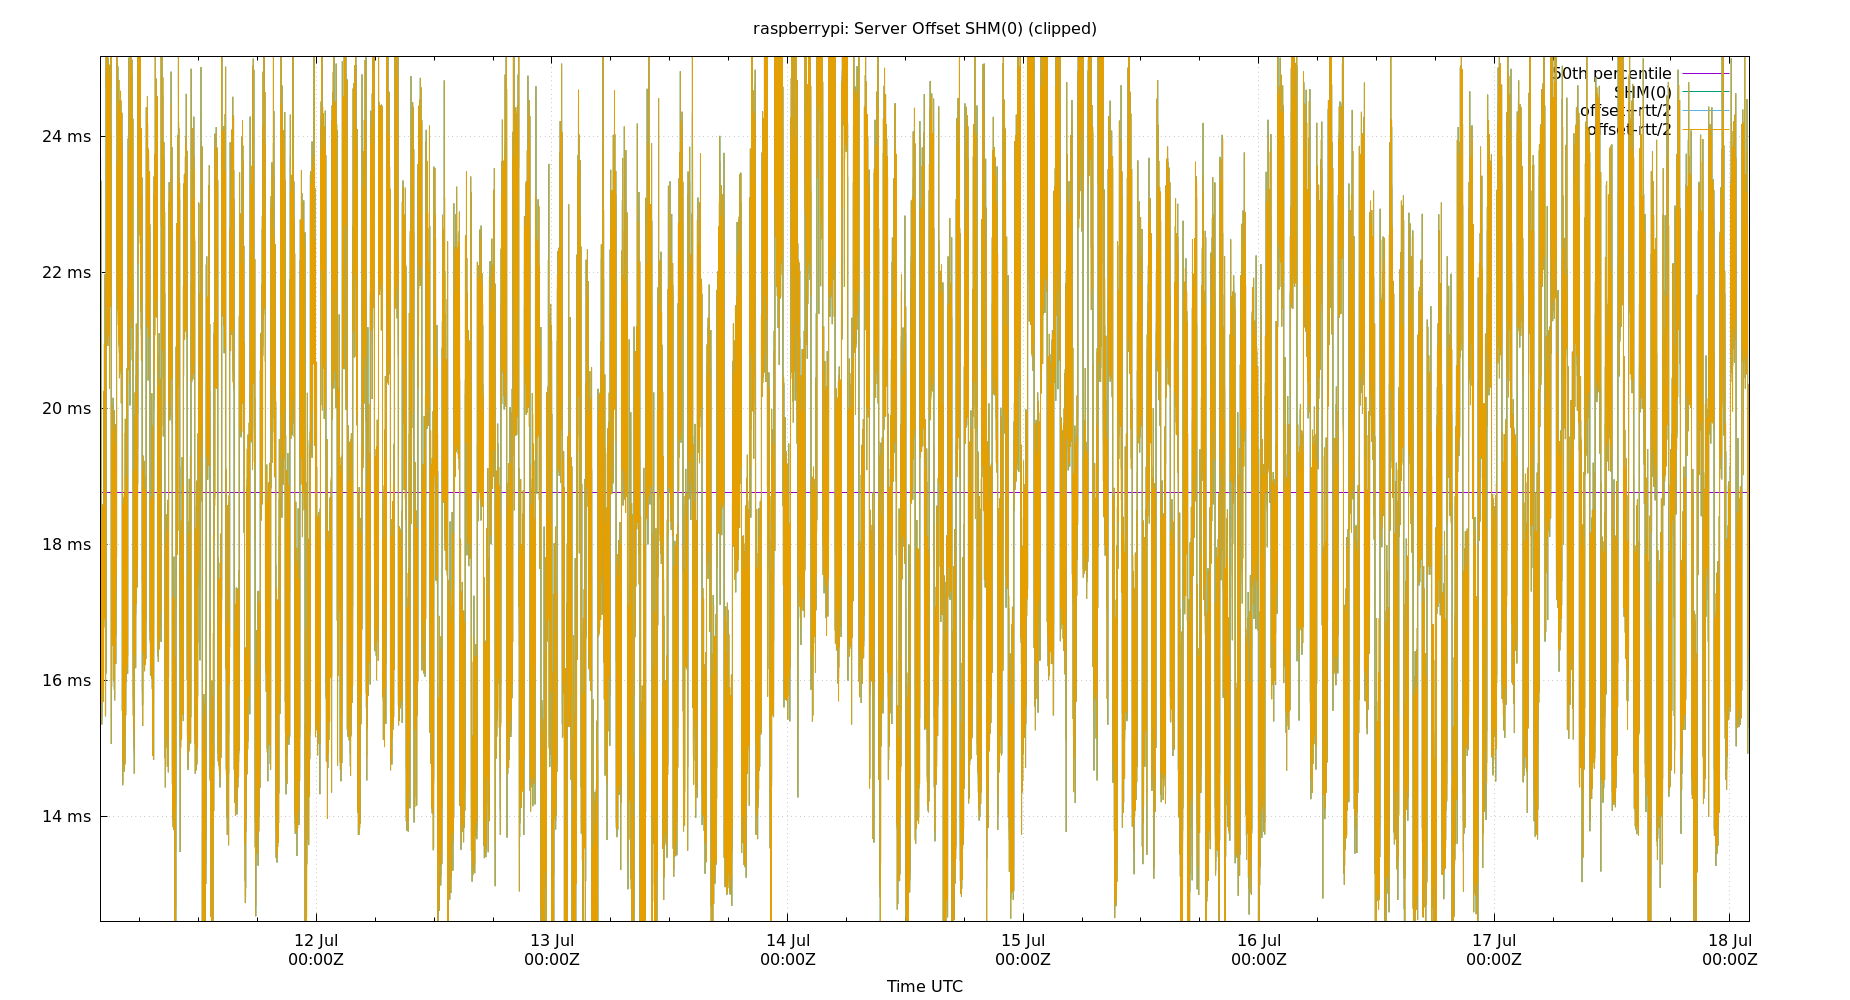 raspberrypi: Server Offset SHM(0) (clipped)
50th percentile
SHM(0)
offset+rtt/2
offset-rtt/2
24 ms
22 ms
20 ms
18 ms
16 ms
14 ms
12 Jul 13 Jul 14 Jul 15 Jul 16 Jul 17 Jul 18 Jul
00:00Z 00:00Z 00:00Z 00:00Z 00:00Z 00:00Z 00:00Z
Time UTC